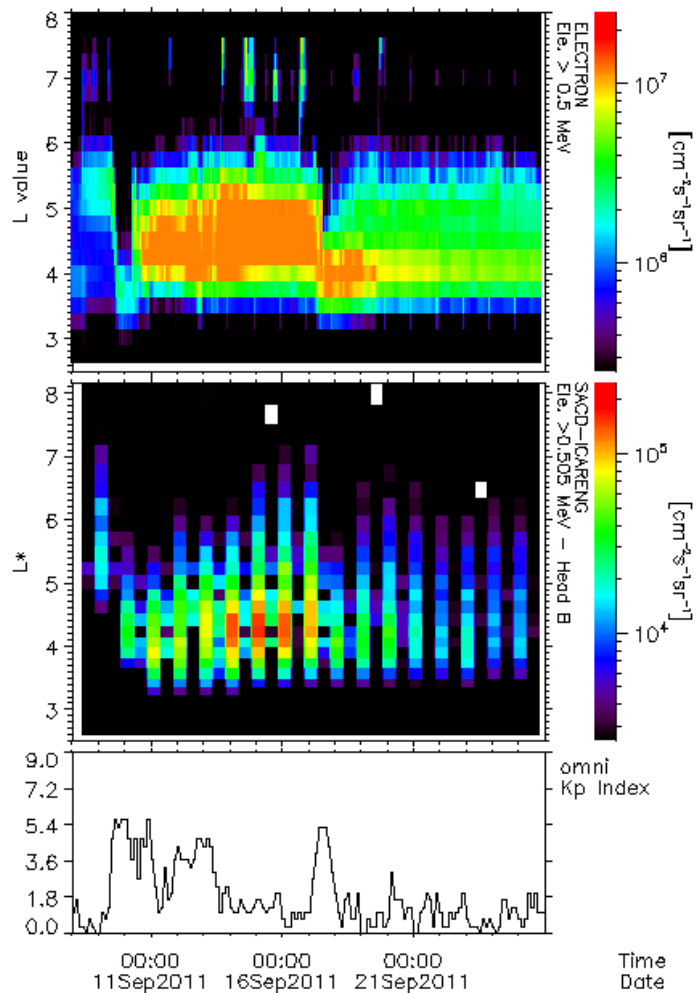 8
7
6
5
4
3
L value
ELECTRON
Ele. > 0.5 MeV
10⁷
10⁶
[cm⁻²s⁻¹sr⁻¹]
8
7
6
5
4
3
L*
SACD-ICARENG
Ele. >0.505 MeV - Head B
10⁵
10⁴
[cm⁻²s⁻¹sr⁻¹]
9.0
7.2
5.4
3.6
1.8
0.0
omni
Kp Index
00:00 00:00 00:00 Time
11Sep2011 16Sep2011 21Sep2011 Date